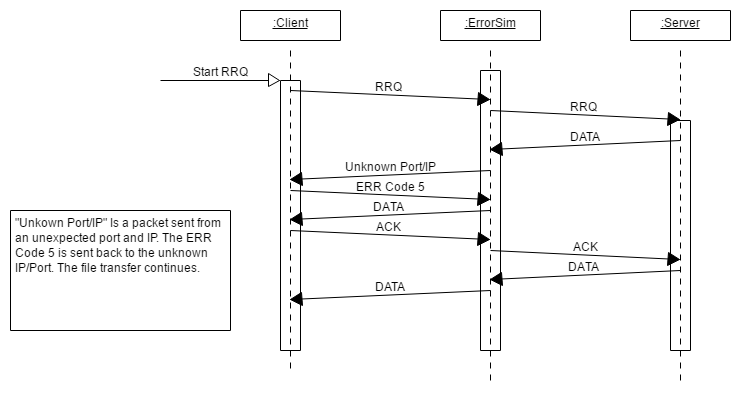 :Client
:ErrorSim
:Server
Start RRQ
RRQ
RRQ
DATA
Unknown Port/IP
ERR Code 5
DATA
ACK
ACK
DATA
DATA
"Unkown Port/IP" Is a packet sent from
an unexpected port and IP. The ERR
Code 5 is sent back to the unknown
IP/Port. The file transfer continues.